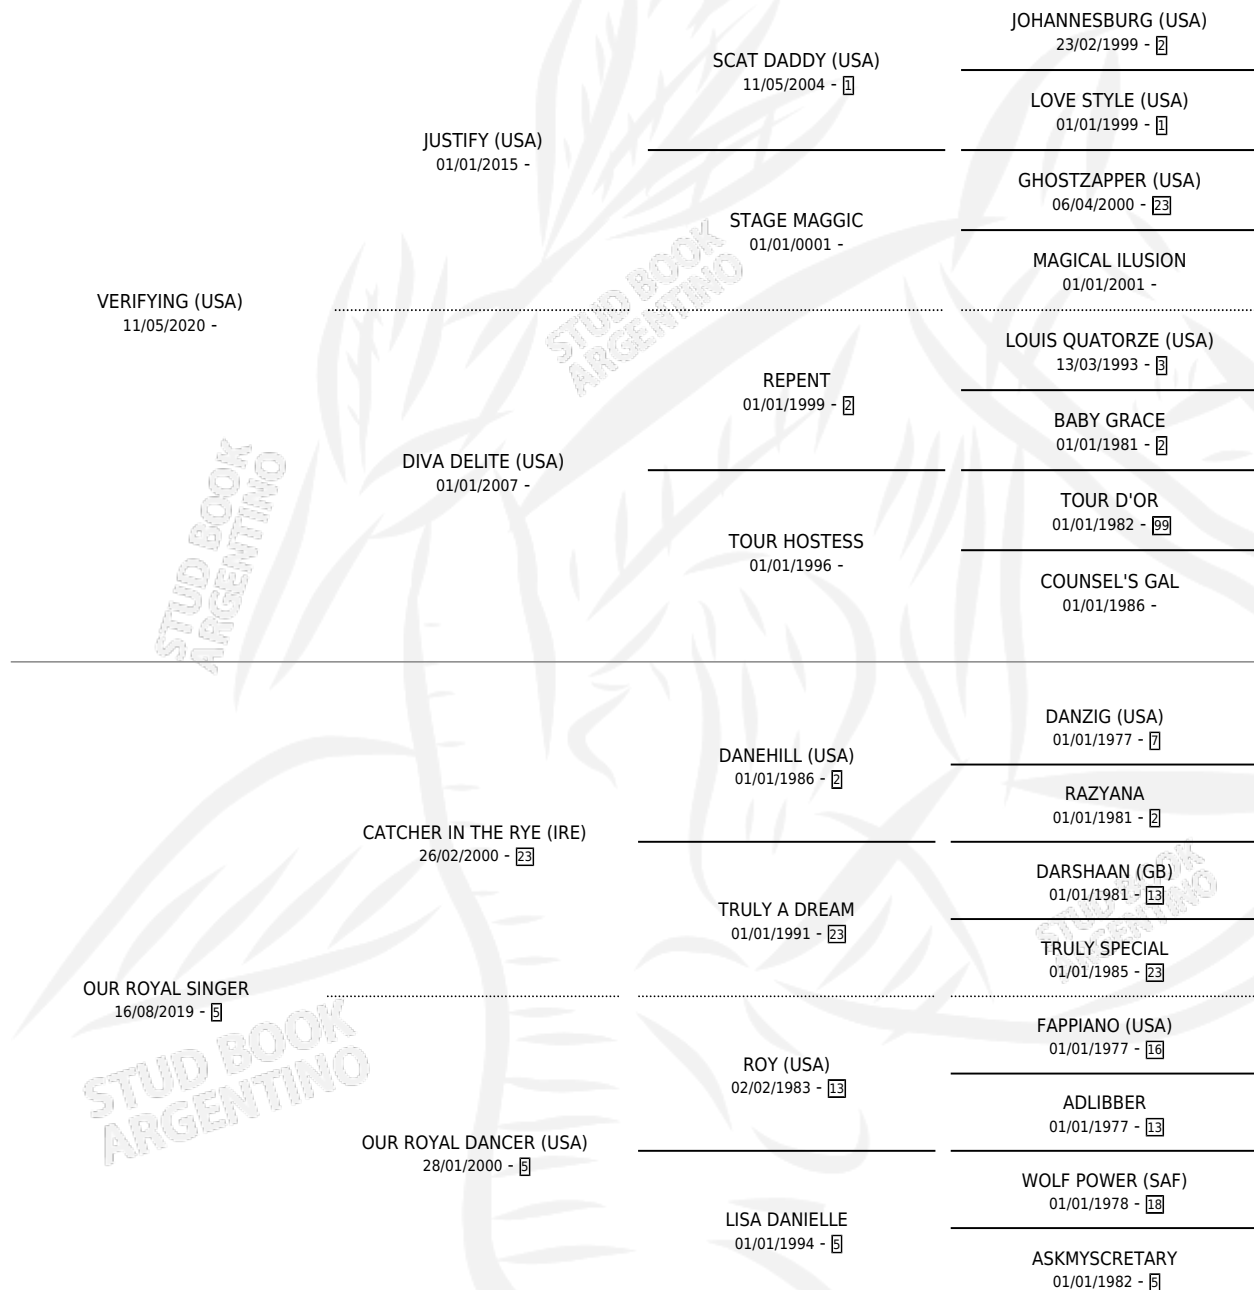 JOHANNESBURG (USA)
23/02/1999 - 2
SCAT DADDY (USA)
11/05/2004 - 1
LOVE STYLE (USA)
01/01/1999 - 1
JUSTIFY (USA)
01/01/2015 -
GHOSTZAPPER (USA)
06/04/2000 - 23
STAGE MAGGIC
01/01/0001 -
MAGICAL ILUSION
01/01/2001 -
VERIFYING (USA)
11/05/2020 -
STUD BOOK
ARGENTINO
LOUIS QUATORZE (USA)
13/03/1993 - 3
REPENT
01/01/1999 - 2
BABY GRACE
01/01/1981 - 2
DIVA DELITE (USA)
01/01/2007 -
TOUR D'OR
01/01/1982 - 99
TOUR HOSTESS
01/01/1996 -
COUNSEL'S GAL
01/01/1986 -
STUD BOOK
ARGENTINO
DANZIG (USA)
01/01/1977 - 7
DANEHILL (USA)
01/01/1986 - 2
RAZYANA
01/01/1981 - 2
CATCHER IN THE RYE (IRE)
26/02/2000 - 23
DARSHAAN (GB)
01/01/1981 - 13
TRULY A DREAM
01/01/1991 - 23
TRULY SPECIAL
01/01/1985 - 23
STUD BOOK
ARGENTINO
OUR ROYAL SINGER
16/08/2019 - 5
FAPPIANO (USA)
01/01/1977 - 16
ROY (USA)
02/02/1983 - 13
ADLIBBER
01/01/1977 - 13
STUD BOOK
ARGENTINO
OUR ROYAL DANCER (USA)
28/01/2000 - 5
WOLF POWER (SAF)
01/01/1978 - 18
LISA DANIELLE
01/01/1994 - 5
ASKMYSCRETARY
01/01/1982 - 5